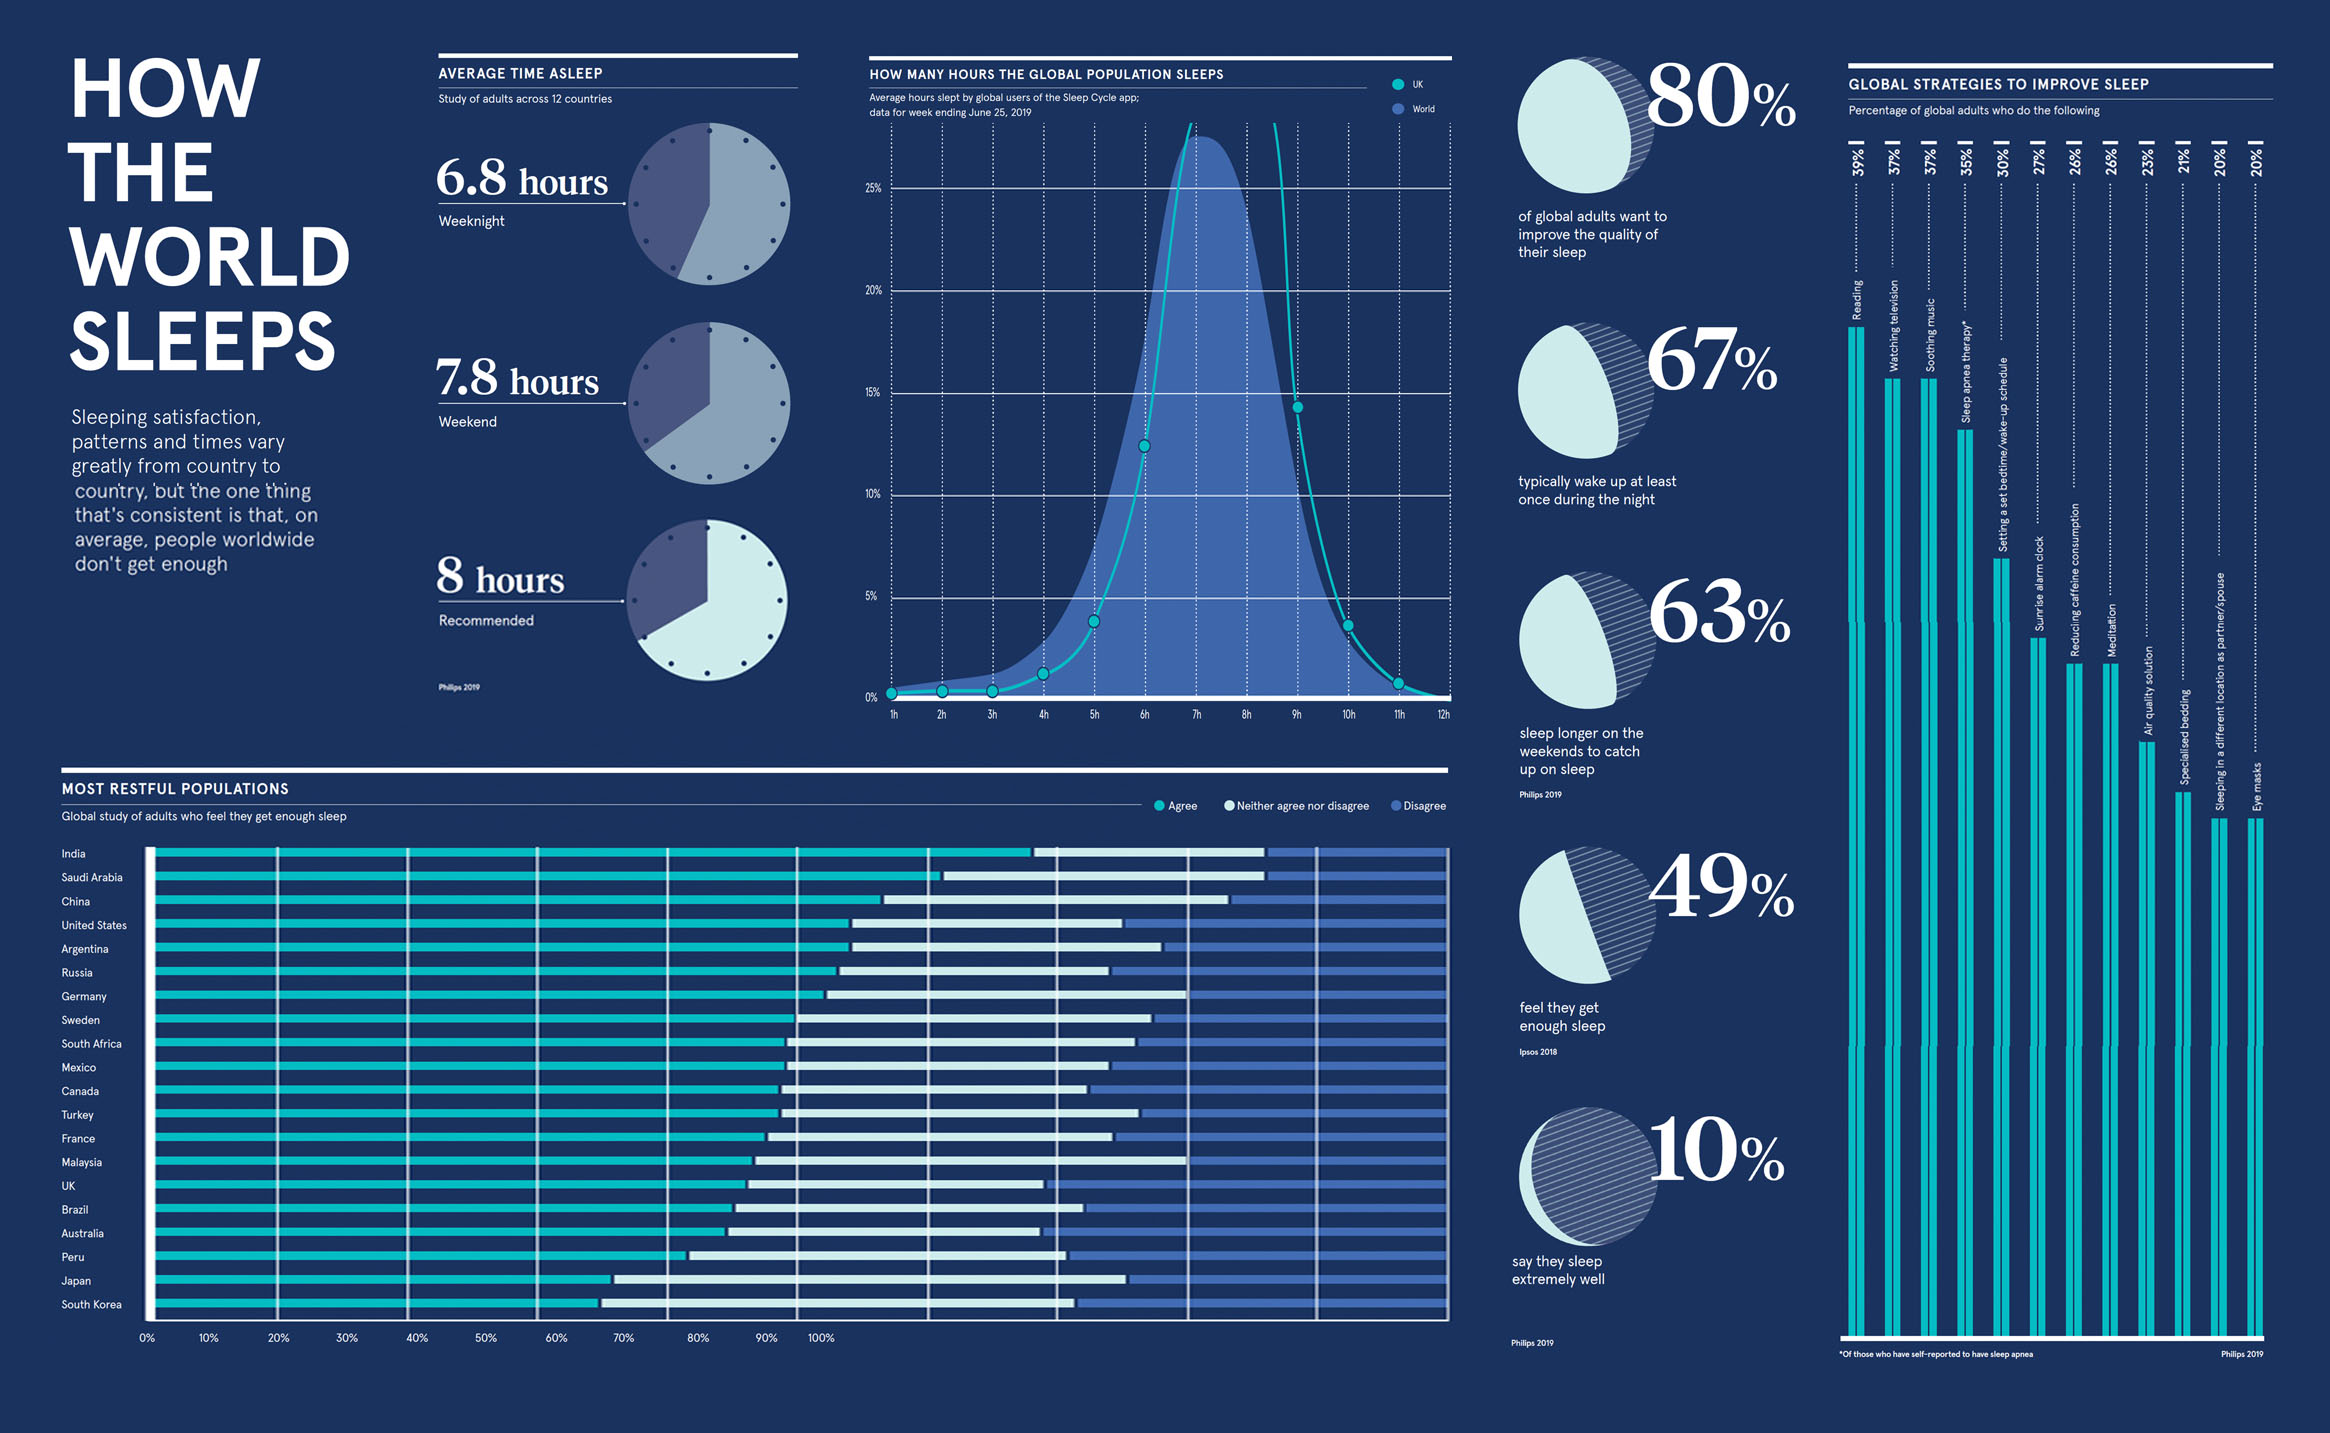 HOW
THE
WORLD
SLEEPS
Sleeping satisfaction,
patterns and times vary
greatly from country to
country, but the one thing
that's consistent is that, on
average, people worldwide
don't get enough
AVERAGE TIME ASLEEP
Study of adults across 12 countries
6.8 hours
Weeknight
7.8 hours
Weekend
8 hours
Recommended
Philips 2019
HOW MANY HOURS THE GLOBAL POPULATION SLEEPS
Average hours slept by global users of the Sleep Cycle app;
data for week ending June 25, 2019
UK
World
25%
20%
15%
10%
5%
0%
1h 2h 3h 4h 5h 6h 7h 8h 9h 10h 11h 12h
80%
of global adults want to
improve the quality of
their sleep
67%
typically wake up at least
once during the night
63%
sleep longer on the
weekends to catch
up on sleep
Philips 2019
49%
feel they get
enough sleep
Ipsos 2018
10%
say they sleep
extremely well
Philips 2019
GLOBAL STRATEGIES TO IMPROVE SLEEP
Percentage of global adults who do the following
39% Reading
37% Watching television
37% Soothing music
35% Sleep apnea therapy*
30% Setting a set bedtime/wake-up schedule
27% Sunrise alarm clock
26% Reducing caffeine consumption
26% Meditattion
23% Air quality solution
21% Specialised bedding
20% Sleeping in a different location as partner/spouse
20% Eye masks
*Of those who have self-reported to have sleep apnea
Philips 2019
MOST RESTFUL POPULATIONS
Global study of adults who feel they get enough sleep
Agree
Neither agree nor disagree
Disagree
India
Saudi Arabia
China
United States
Argentina
Russia
Germany
Sweden
South Africa
Mexico
Canada
Turkey
France
Malaysia
UK
Brazil
Australia
Peru
Japan
South Korea
0% 10% 20% 30% 40% 50% 60% 70% 80% 90% 100%